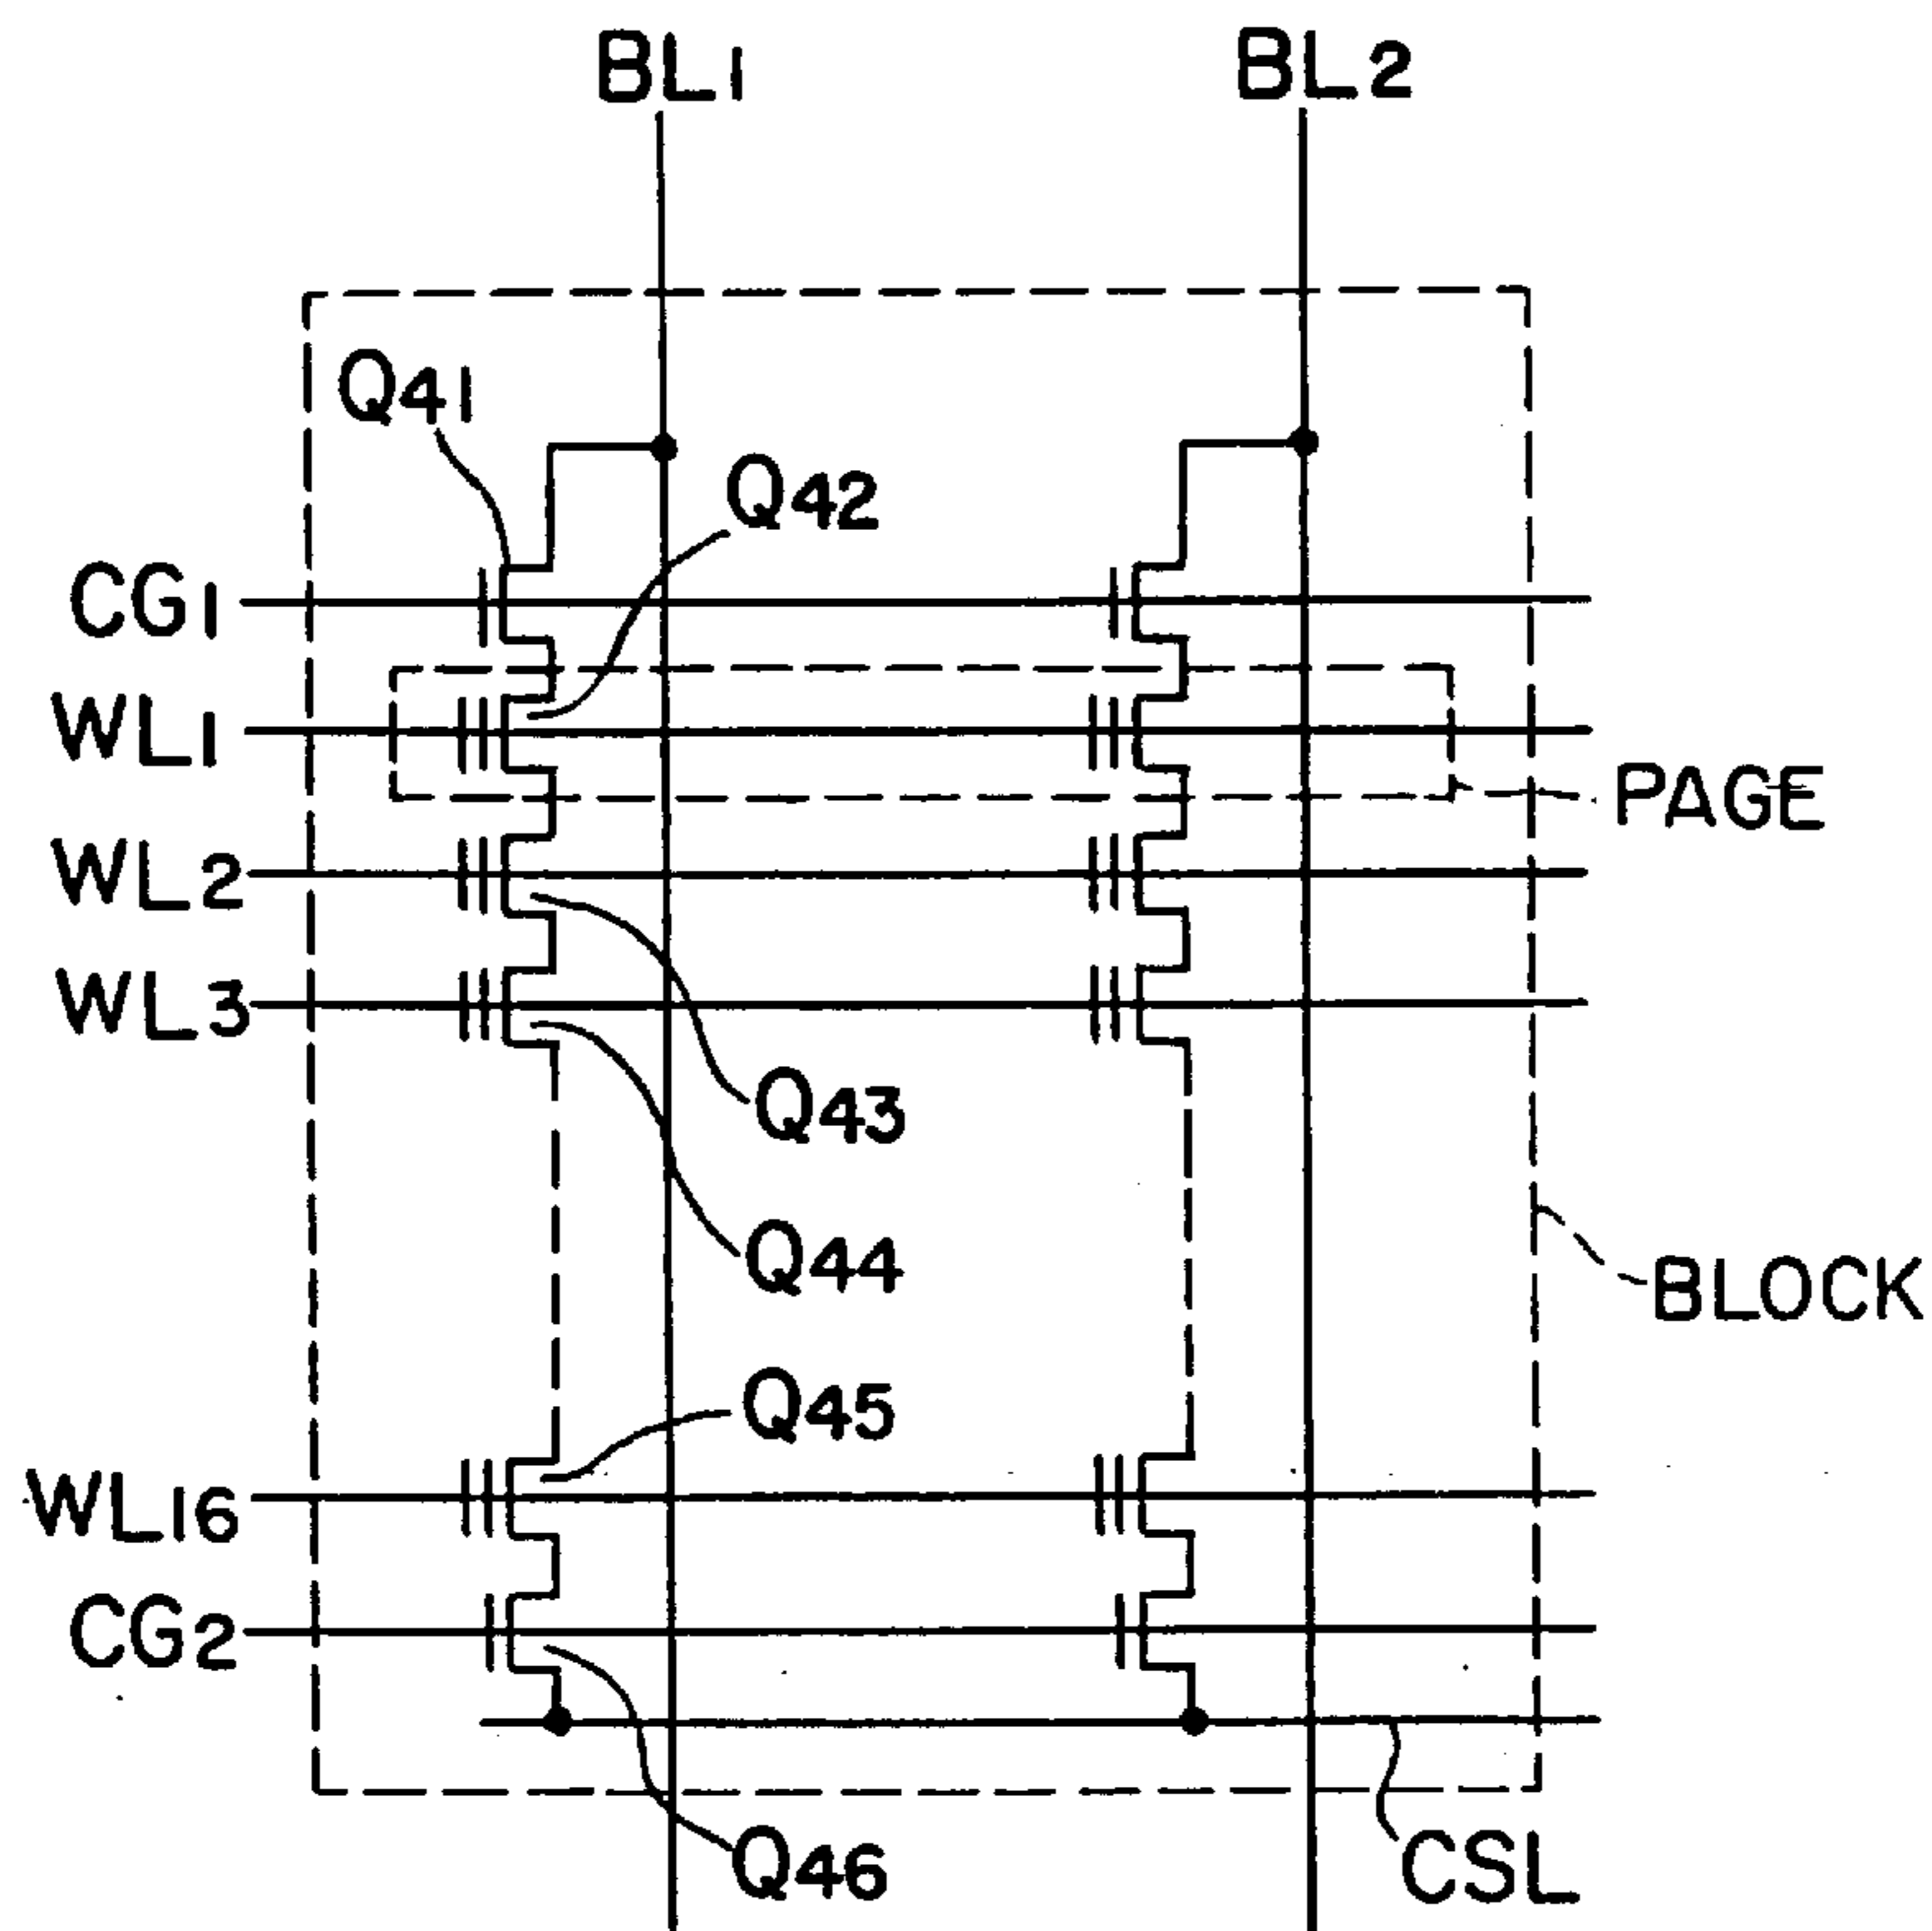 BL1
BL2
Q41
Q42
CG1
WL1
PAGE
WL2
WL3
Q43
Q44
BLOCK
Q45
WL16
CG2
Q46
CSL